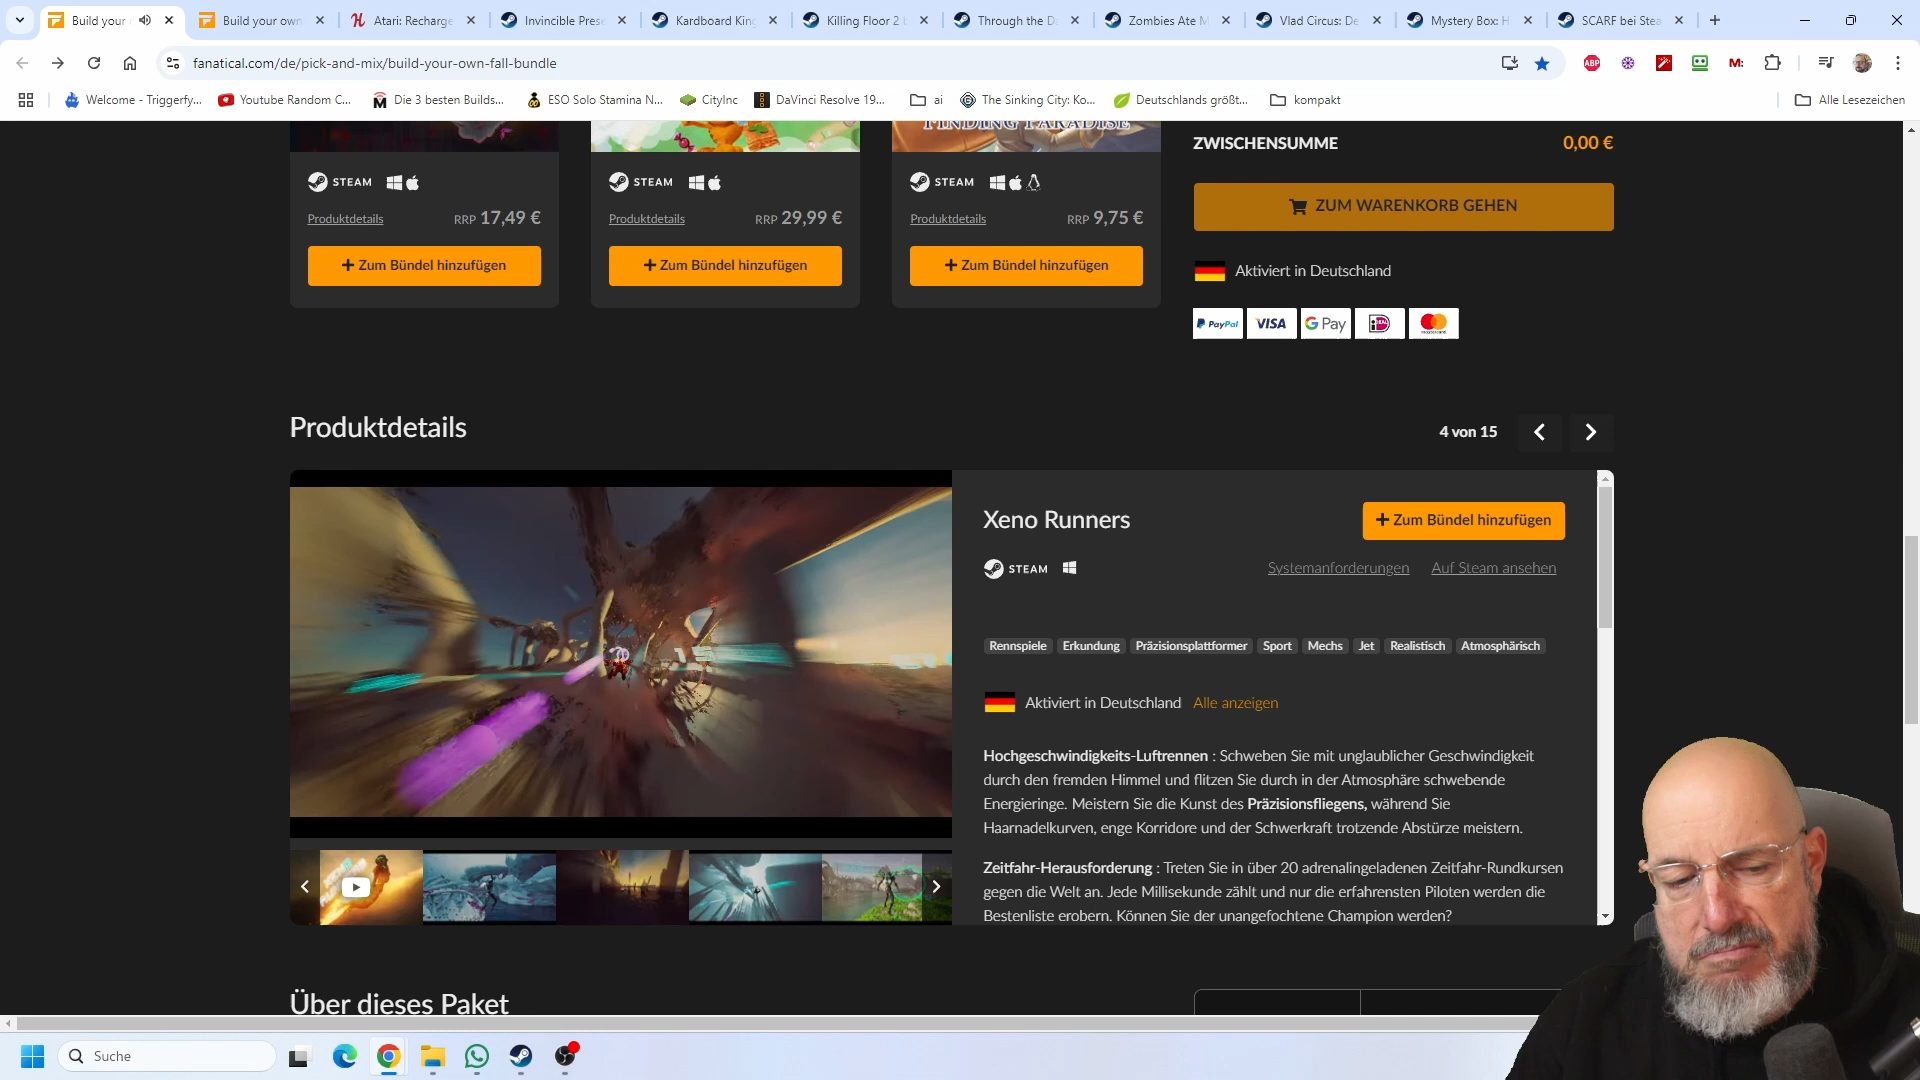 Build your
Build your own
Atari: Recharge
Invincible Pres
Kardboard King
Killing Floor 2
Through the Da
Zombies Ate M
Vlad Circus: De
Mystery Box: H
SCARF bei Stea
fanatical.com/de/pick-and-mix/build-your-own-fall-bundle
Welcome - Triggerfy...
Youtube Random C...
Die 3 besten Builds...
ESO Solo Stamina N...
CityInc
DaVinci Resolve 19...
ai
The Sinking City: Ko...
Deutschlands größt...
kompakt
Alle Lesezeichen
FINDING PARADISE
ZWISCHENSUMME 0,00 €
STEAM
STEAM
STEAM
ZUM WARENKORB GEHEN
Produktdetails RRP 17,49 €
Produktdetails RRP 29,99 €
Produktdetails RRP 9,75 €
+ Zum Bündel hinzufügen
+ Zum Bündel hinzufügen
+ Zum Bündel hinzufügen
Aktiviert in Deutschland
PayPal VISA G Pay
Produktdetails
4 von 15
Xeno Runners
+ Zum Bündel hinzufügen
STEAM
Systemanforderungen Auf Steam ansehen
Rennspiele Erkundung Präzisionsplattformer Sport Mechs Jet Realistisch Atmosphärisch
Aktiviert in Deutschland Alle anzeigen
Hochgeschwindigkeits-Luftrennen : Schweben Sie mit unglaublicher Geschwindigkeit
durch den fremden Himmel und flitzen Sie durch in der Atmosphäre schwebende
Energieringe. Meistern Sie die Kunst des Präzisionsfliegens, während Sie
Haarnadelkurven, enge Korridore und der Schwerkraft trotzende Abstürze meistern.
Zeitfahr-Herausforderung : Treten Sie in über 20 adrenalingeladenen Zeitfahr-Rundkursen
gegen die Welt an. Jede Millisekunde zählt und nur die erfahrensten Piloten werden die
Bestenliste erobern. Können Sie der unangefochtene Champion werden?
Über dieses Paket
Suche